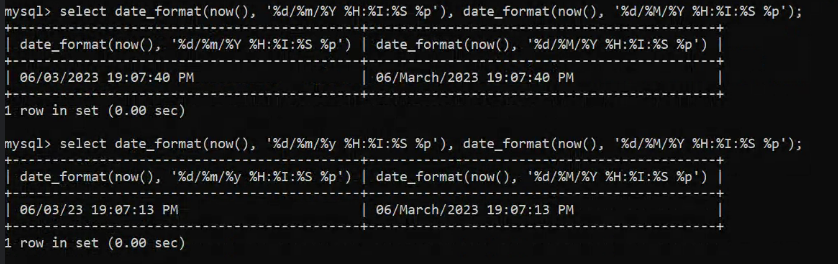 mysql> select date_format(now(), '%d/%m/%Y %H:%I:%S %p'), date_format(now(), '%d/%M/%Y %H:%I:%S %p');
+------------------------------------------+------------------------------------------+
| date_format(now(), '%d/%m/%Y %H:%I:%S %p') | date_format(now(), '%d/%M/%Y %H:%I:%S %p') |
+------------------------------------------+------------------------------------------+
| 06/03/2023 19:07:40 PM | 06/March/2023 19:07:40 PM |
+------------------------------------------+------------------------------------------+
1 row in set (0.00 sec)
mysql> select date_format(now(), '%d/%m/%y %H:%I:%S %p'), date_format(now(), '%d/%M/%Y %H:%I:%S %p');
+------------------------------------------+------------------------------------------+
| date_format(now(), '%d/%m/%y %H:%I:%S %p') | date_format(now(), '%d/%M/%Y %H:%I:%S %p') |
+------------------------------------------+------------------------------------------+
| 06/03/23 19:07:13 PM | 06/March/2023 19:07:13 PM |
+------------------------------------------+------------------------------------------+
1 row in set (0.00 sec)